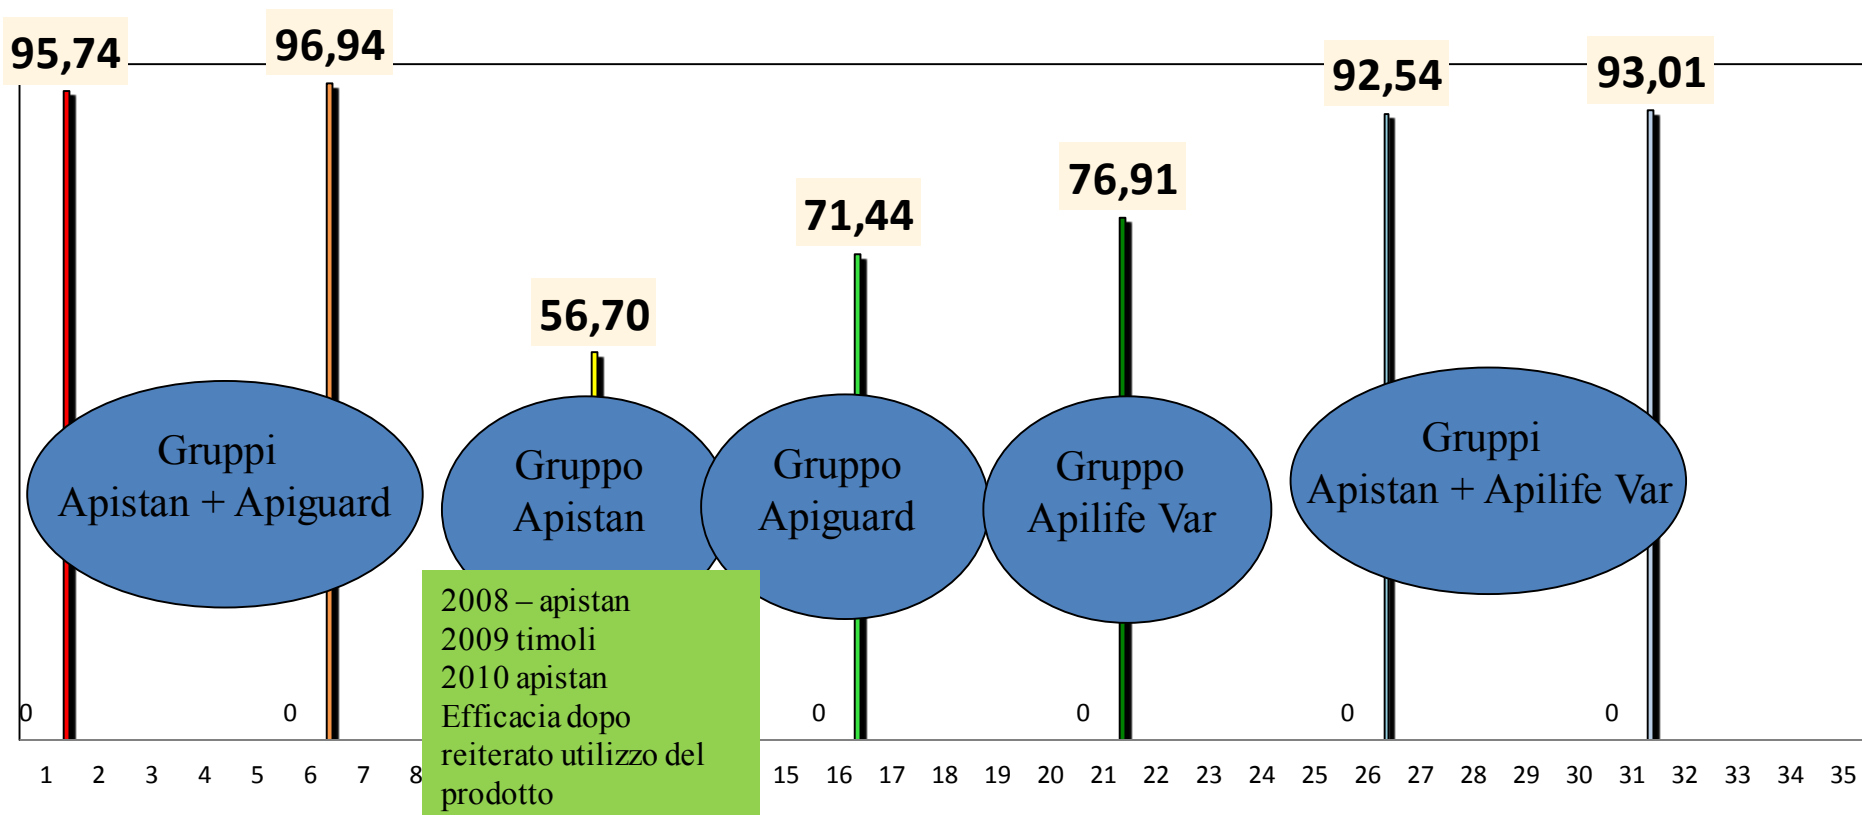 95,74
96,94
56,70
71,44
76,91
92,54
93,01
Gruppi
Apistan + Apiguard
Gruppo
Apistan
Gruppo
Apiguard
Gruppo
Apilife Var
Gruppi
Apistan + Apilife Var
2008 – apistan
2009 timoli
2010 apistan
Efficacia dopo
reiterato utilizzo del
prodotto
0 0 0 0 0 0
1 2 3 4 5 6 7 8 15 16 17 18 19 20 21 22 23 24 25 26 27 28 29 30 31 32 33 34 35